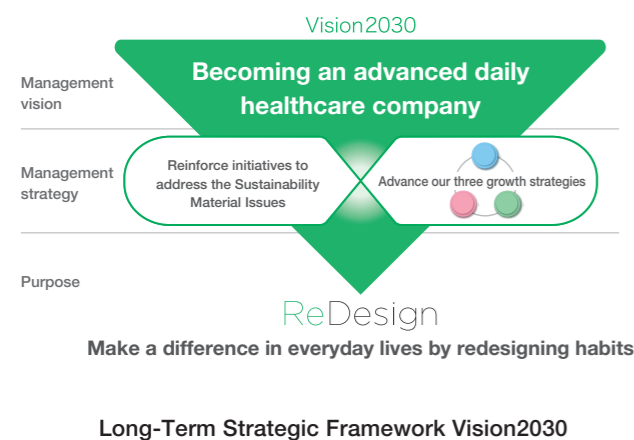 Vision2030
Management
vision
Becoming an advanced daily
healthcare company
Management
strategy
Reinforce initiatives to
address the Sustainability
Material Issues
Advance our three growth strategies
Purpose
ReDesign
Make a difference in everyday lives by redesigning habits
Long-Term Strategic Framework Vision2030